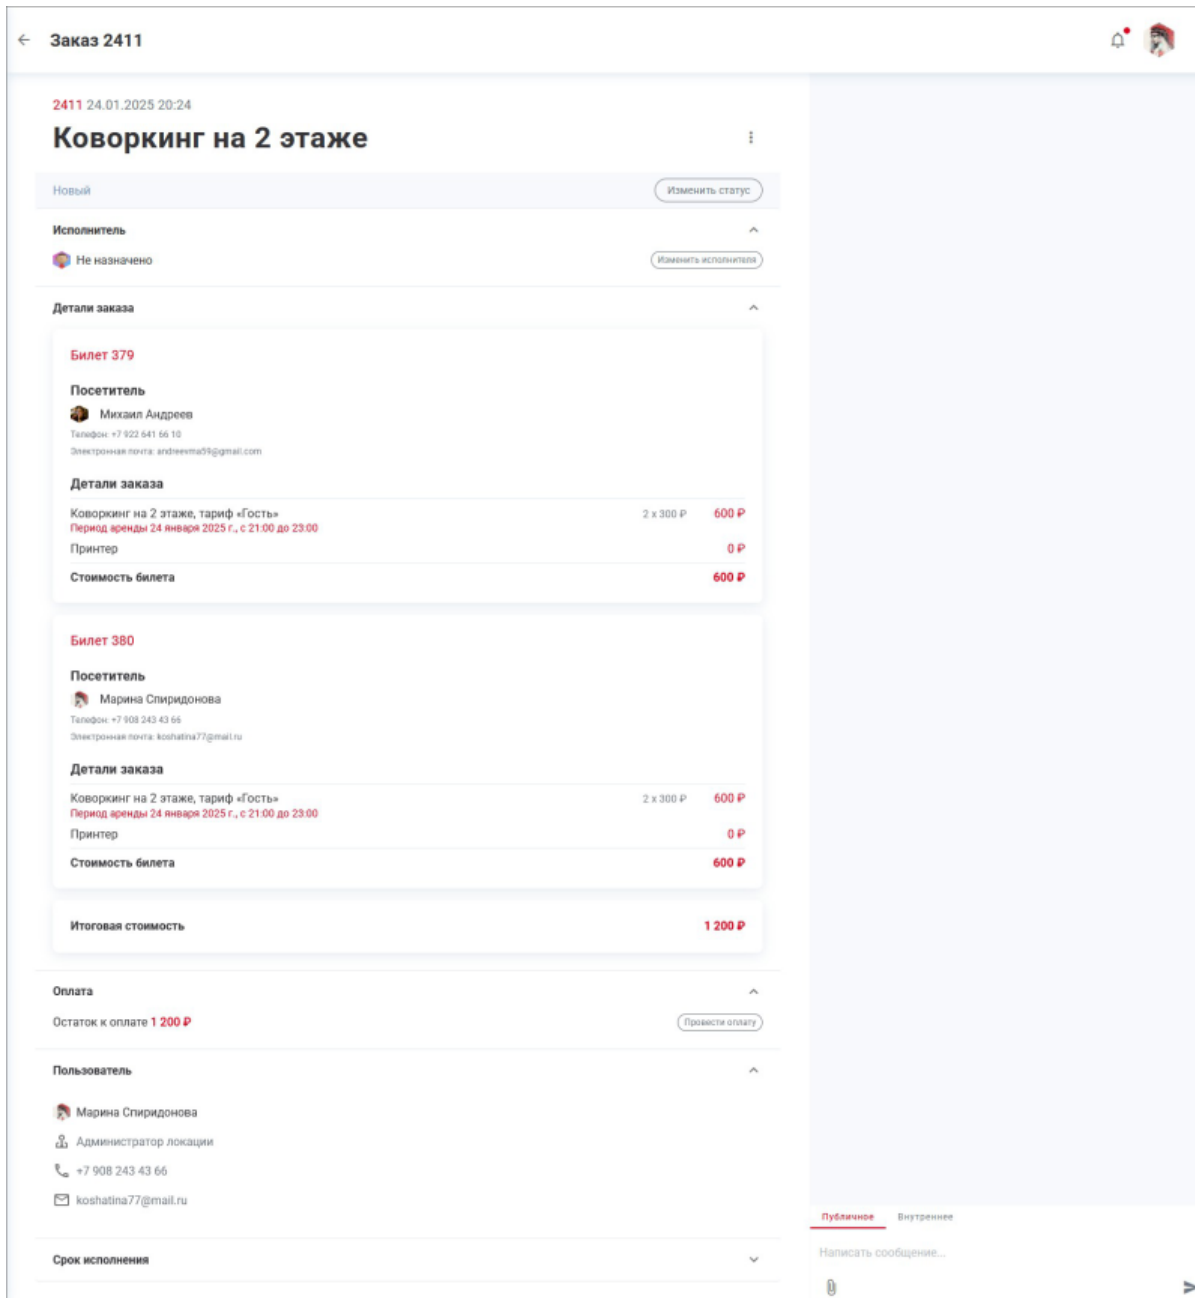 Заказ 2411
2411 24.01.2025 20:24
Коворкинг на 2 этаже
Новый
Изменить статус
Исполнитель
Не назначено
Изменить исполнителя
Детали заказа
Билет 379
Посетитель
Михаил Андреев
Телефон: +7 922 641 66 10
Электронная почта: andreevma59@gmail.com
Детали заказа
Коворкинг на 2 этаже, тариф «Гость» 2 x 300 ₽ 600 ₽
Период аренды 24 января 2025 г., с 21:00 до 23:00
Принтер 0 ₽
Стоимость билета 600 ₽
Билет 380
Посетитель
Марина Спиридонова
Телефон: +7 908 243 43 66
Электронная почта: koshatina77@mail.ru
Детали заказа
Коворкинг на 2 этаже, тариф «Гость» 2 x 300 ₽ 600 ₽
Период аренды 24 января 2025 г., с 21:00 до 23:00
Принтер 0 ₽
Стоимость билета 600 ₽
Итоговая стоимость 1 200 ₽
Оплата
Остаток к оплате 1 200 ₽
Провести оплату
Пользователь
Марина Спиридонова
Администратор локации
+7 908 243 43 66
koshatina77@mail.ru
Срок исполнения
Публичное Внутреннее
Написать сообщение...